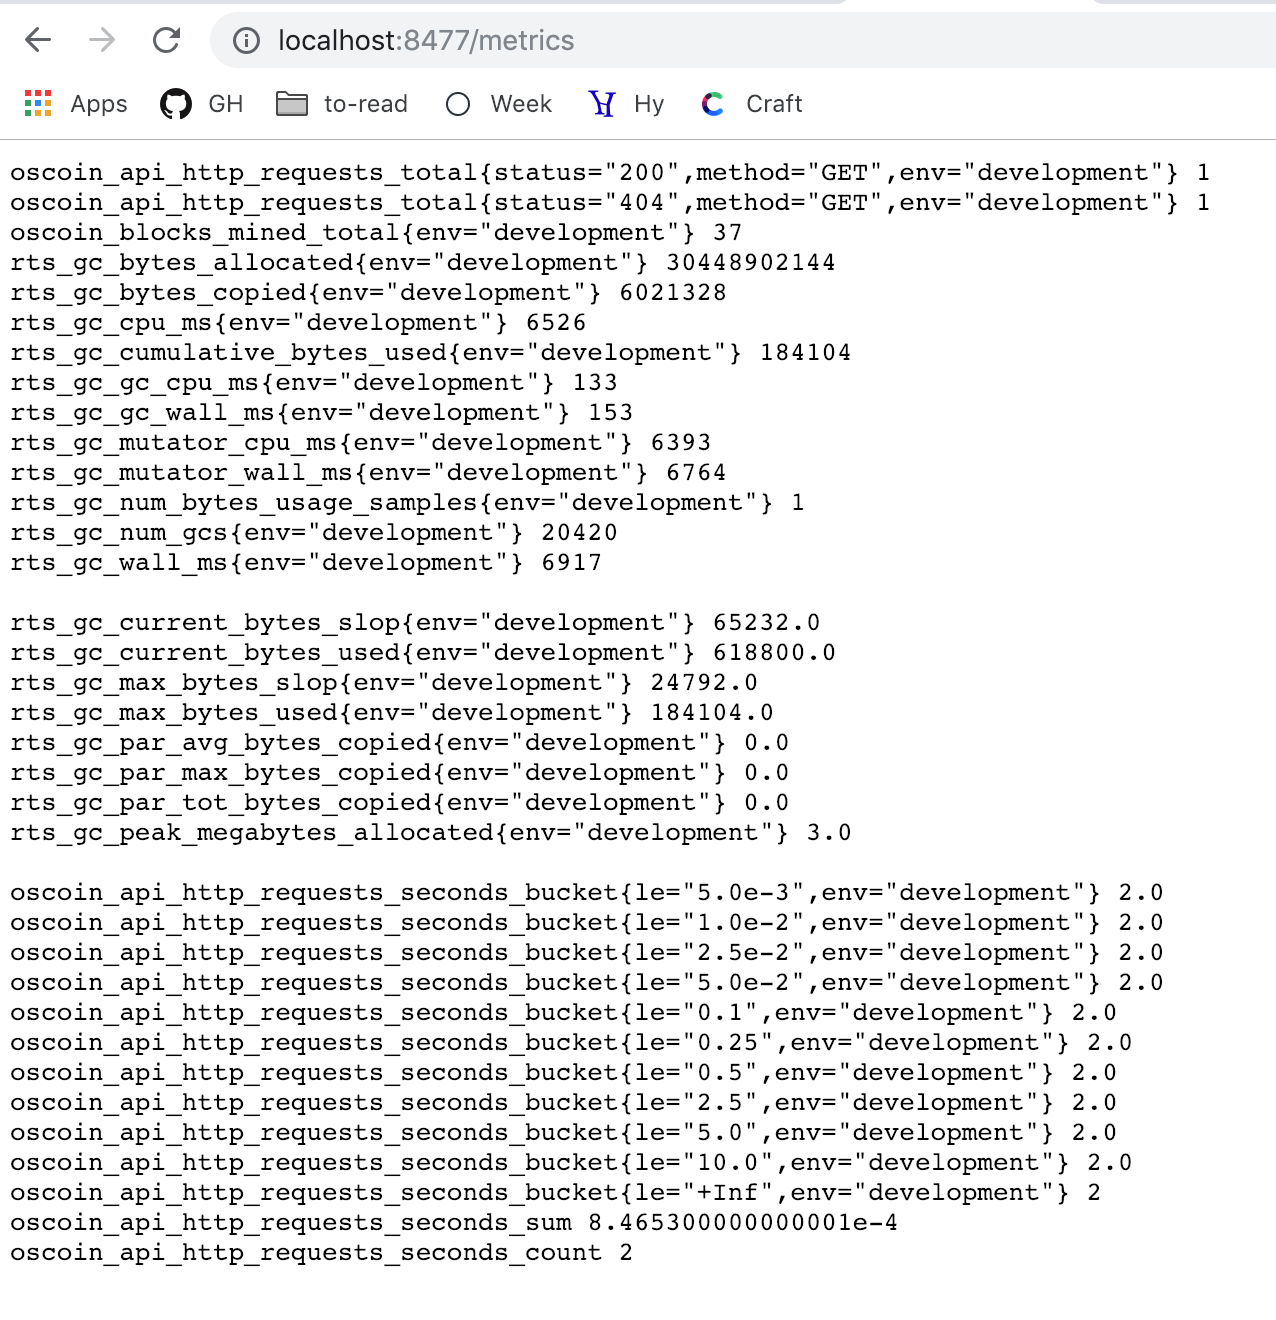 localhost:8477/metrics
Apps GH to-read Week Hy Craft
oscoin_api_http_requests_total{status="200",method="GET",env="development"} 1
oscoin_api_http_requests_total{status="404",method="GET",env="development"} 1
oscoin_blocks_mined_total{env="development"} 37
rts_gc_bytes_allocated{env="development"} 30448902144
rts_gc_bytes_copied{env="development"} 6021328
rts_gc_cpu_ms{env="development"} 6526
rts_gc_cumulative_bytes_used{env="development"} 184104
rts_gc_gc_cpu_ms{env="development"} 133
rts_gc_gc_wall_ms{env="development"} 153
rts_gc_mutator_cpu_ms{env="development"} 6393
rts_gc_mutator_wall_ms{env="development"} 6764
rts_gc_num_bytes_usage_samples{env="development"} 1
rts_gc_num_gcs{env="development"} 20420
rts_gc_wall_ms{env="development"} 6917
rts_gc_current_bytes_slop{env="development"} 65232.0
rts_gc_current_bytes_used{env="development"} 618800.0
rts_gc_max_bytes_slop{env="development"} 24792.0
rts_gc_max_bytes_used{env="development"} 184104.0
rts_gc_par_avg_bytes_copied{env="development"} 0.0
rts_gc_par_max_bytes_copied{env="development"} 0.0
rts_gc_par_tot_bytes_copied{env="development"} 0.0
rts_gc_peak_megabytes_allocated{env="development"} 3.0
oscoin_api_http_requests_seconds_bucket{le="5.0e-3",env="development"} 2.0
oscoin_api_http_requests_seconds_bucket{le="1.0e-2",env="development"} 2.0
oscoin_api_http_requests_seconds_bucket{le="2.5e-2",env="development"} 2.0
oscoin_api_http_requests_seconds_bucket{le="5.0e-2",env="development"} 2.0
oscoin_api_http_requests_seconds_bucket{le="0.1",env="development"} 2.0
oscoin_api_http_requests_seconds_bucket{le="0.25",env="development"} 2.0
oscoin_api_http_requests_seconds_bucket{le="0.5",env="development"} 2.0
oscoin_api_http_requests_seconds_bucket{le="2.5",env="development"} 2.0
oscoin_api_http_requests_seconds_bucket{le="5.0",env="development"} 2.0
oscoin_api_http_requests_seconds_bucket{le="10.0",env="development"} 2.0
oscoin_api_http_requests_seconds_bucket{le="+Inf",env="development"} 2
oscoin_api_http_requests_seconds_sum 8.465300000000001e-4
oscoin_api_http_requests_seconds_count 2